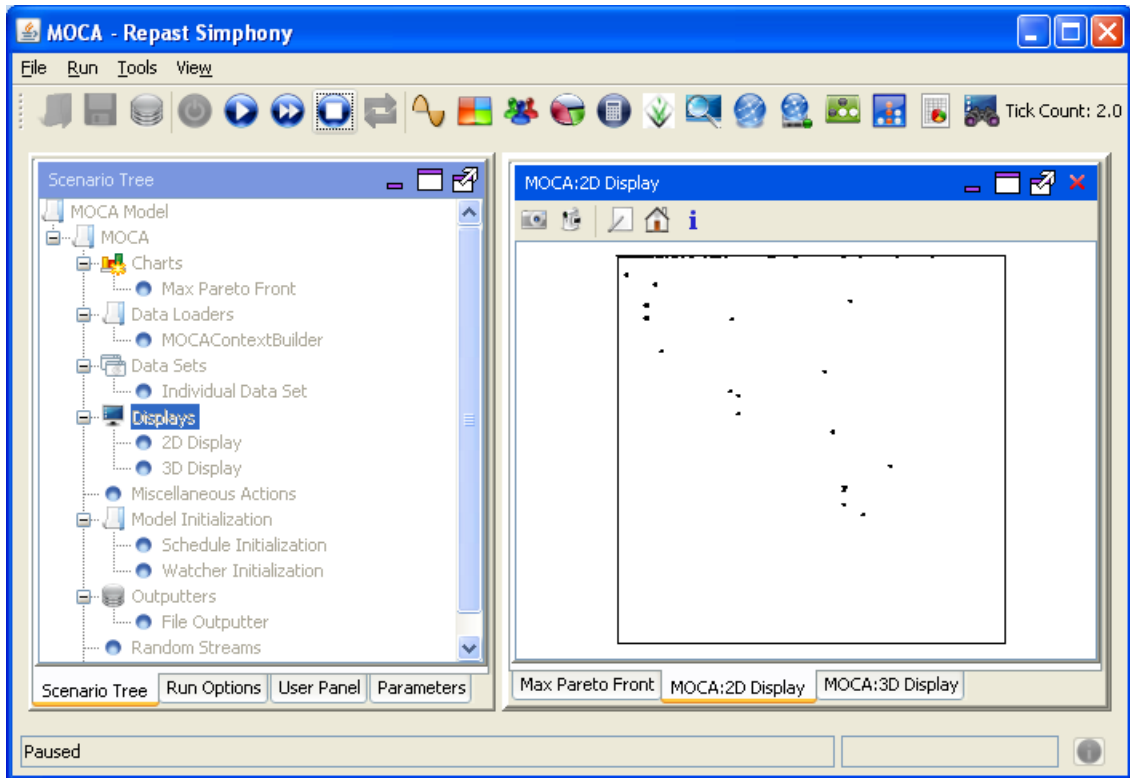 MOCA - Repast Simphony
File Run Tools View
Tick Count: 2.0
Scenario Tree
MOCA Model
MOCA
Charts
Max Pareto Front
Data Loaders
MOCAContextBuilder
Data Sets
Individual Data Set
Displays
2D Display
3D Display
Miscellaneous Actions
Model Initialization
Schedule Initialization
Watcher Initialization
Outputters
File Outputter
Random Streams
Scenario Tree Run Options User Panel Parameters
MOCA:2D Display
i
Max Pareto Front MOCA:2D Display MOCA:3D Display
Paused